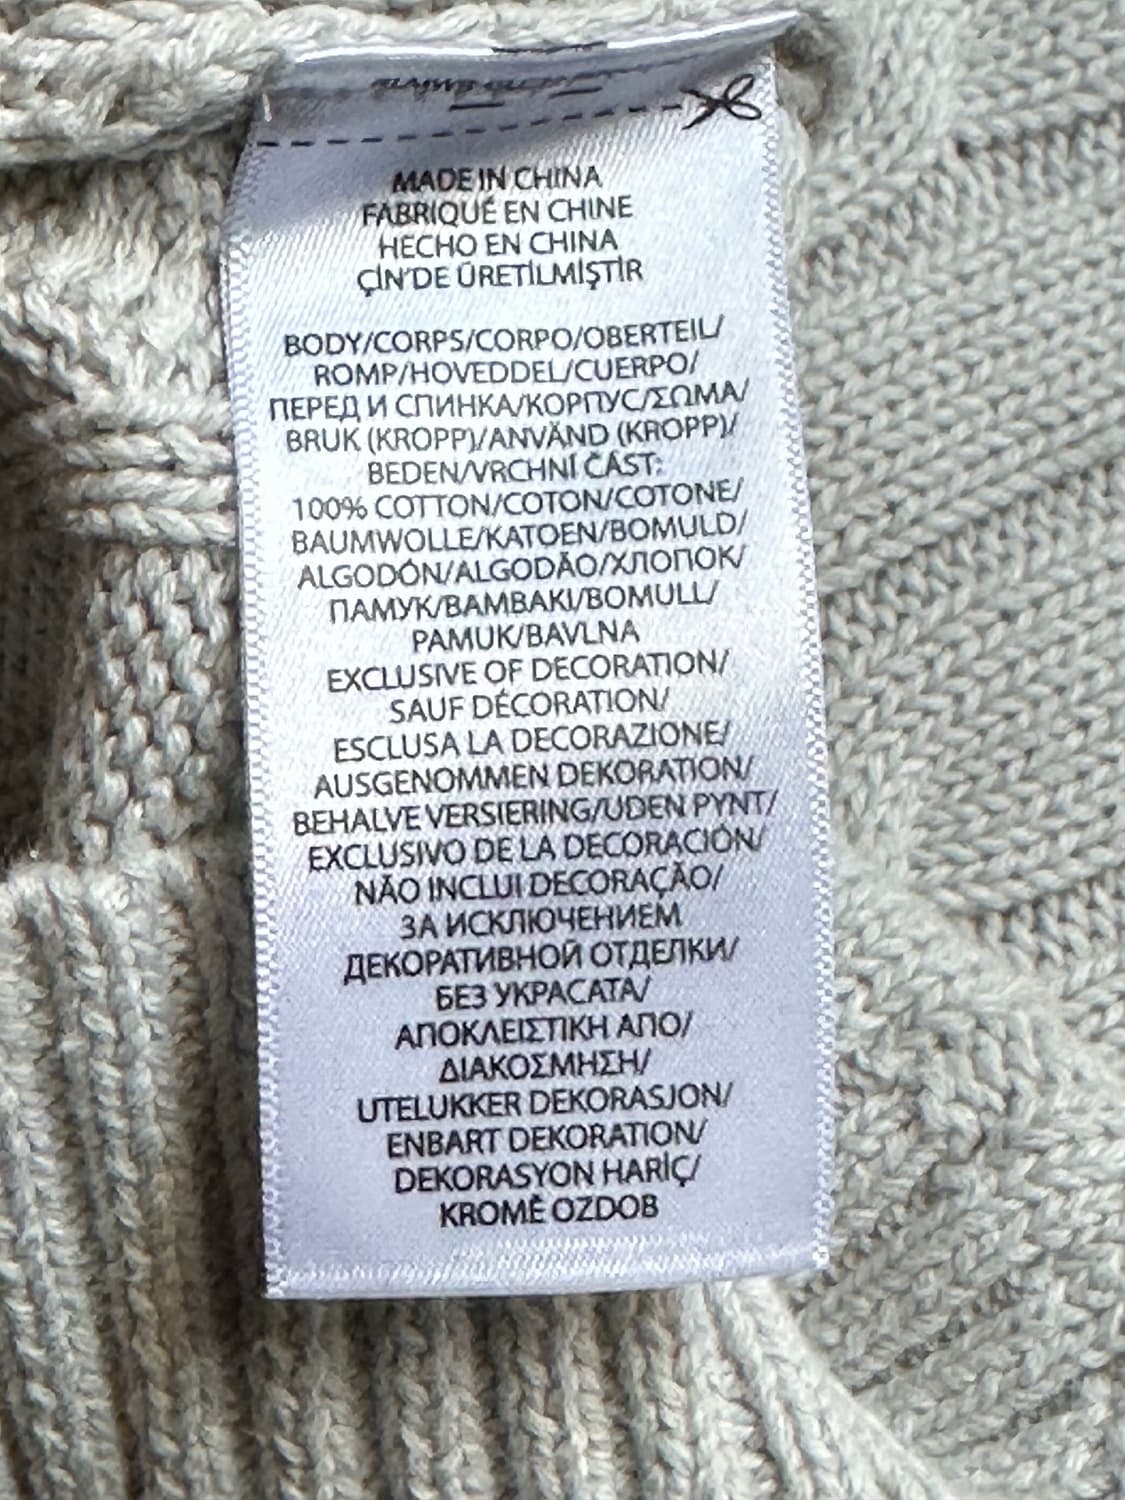 MADE IN CHINA
FABRIQUÉ EN CHINE
HECHO EN CHINA
ÇİN'DE ÜRETİLMİŞTİR
BODY/CORPS/CORPO/OBERTEIL/
ROMP/HOVEDDEL/CUERPO/
ПЕРЕД И СПИНКА/КОРПУС/ΣΩΜΑ/
BRUK (KROPP)/ANVÄND (KROPP)/
BEDEN/VRCHNÍ ČÁST:
100% COTTON/COTON/COTONE/
BAUMWOLLE/KATOEN/BOMULD/
ALGODÓN/ALGODÃO/ХЛОПОК/
ПАМУК/BAMBAKI/BOMULL/
PAMUK/BAVLNA
EXCLUSIVE OF DECORATION/
SAUF DÉCORATION/
ESCLUSA LA DECORAZIONE/
AUSGENOMMEN DEKORATION/
BEHALVE VERSIERING/UDEN PYNT/
EXCLUSIVO DE LA DECORACIÓN/
NÃO INCLUI DECORAÇÃO/
ЗА ИСКЛЮЧЕНИЕМ
ДЕКОРАТИВНОЙ ОТДЕЛКИ/
БЕЗ УКРАСАТА/
ΑΠΟΚΛΕΙΣΤΙΚΗ ΑΠΟ/
ΔΙΑΚΟΣΜΗΣΗ/
UTELUKKER DEKORASJON/
ENBART DEKORATION/
DEKORASYON HARİÇ/
KROMĚ OZDOB